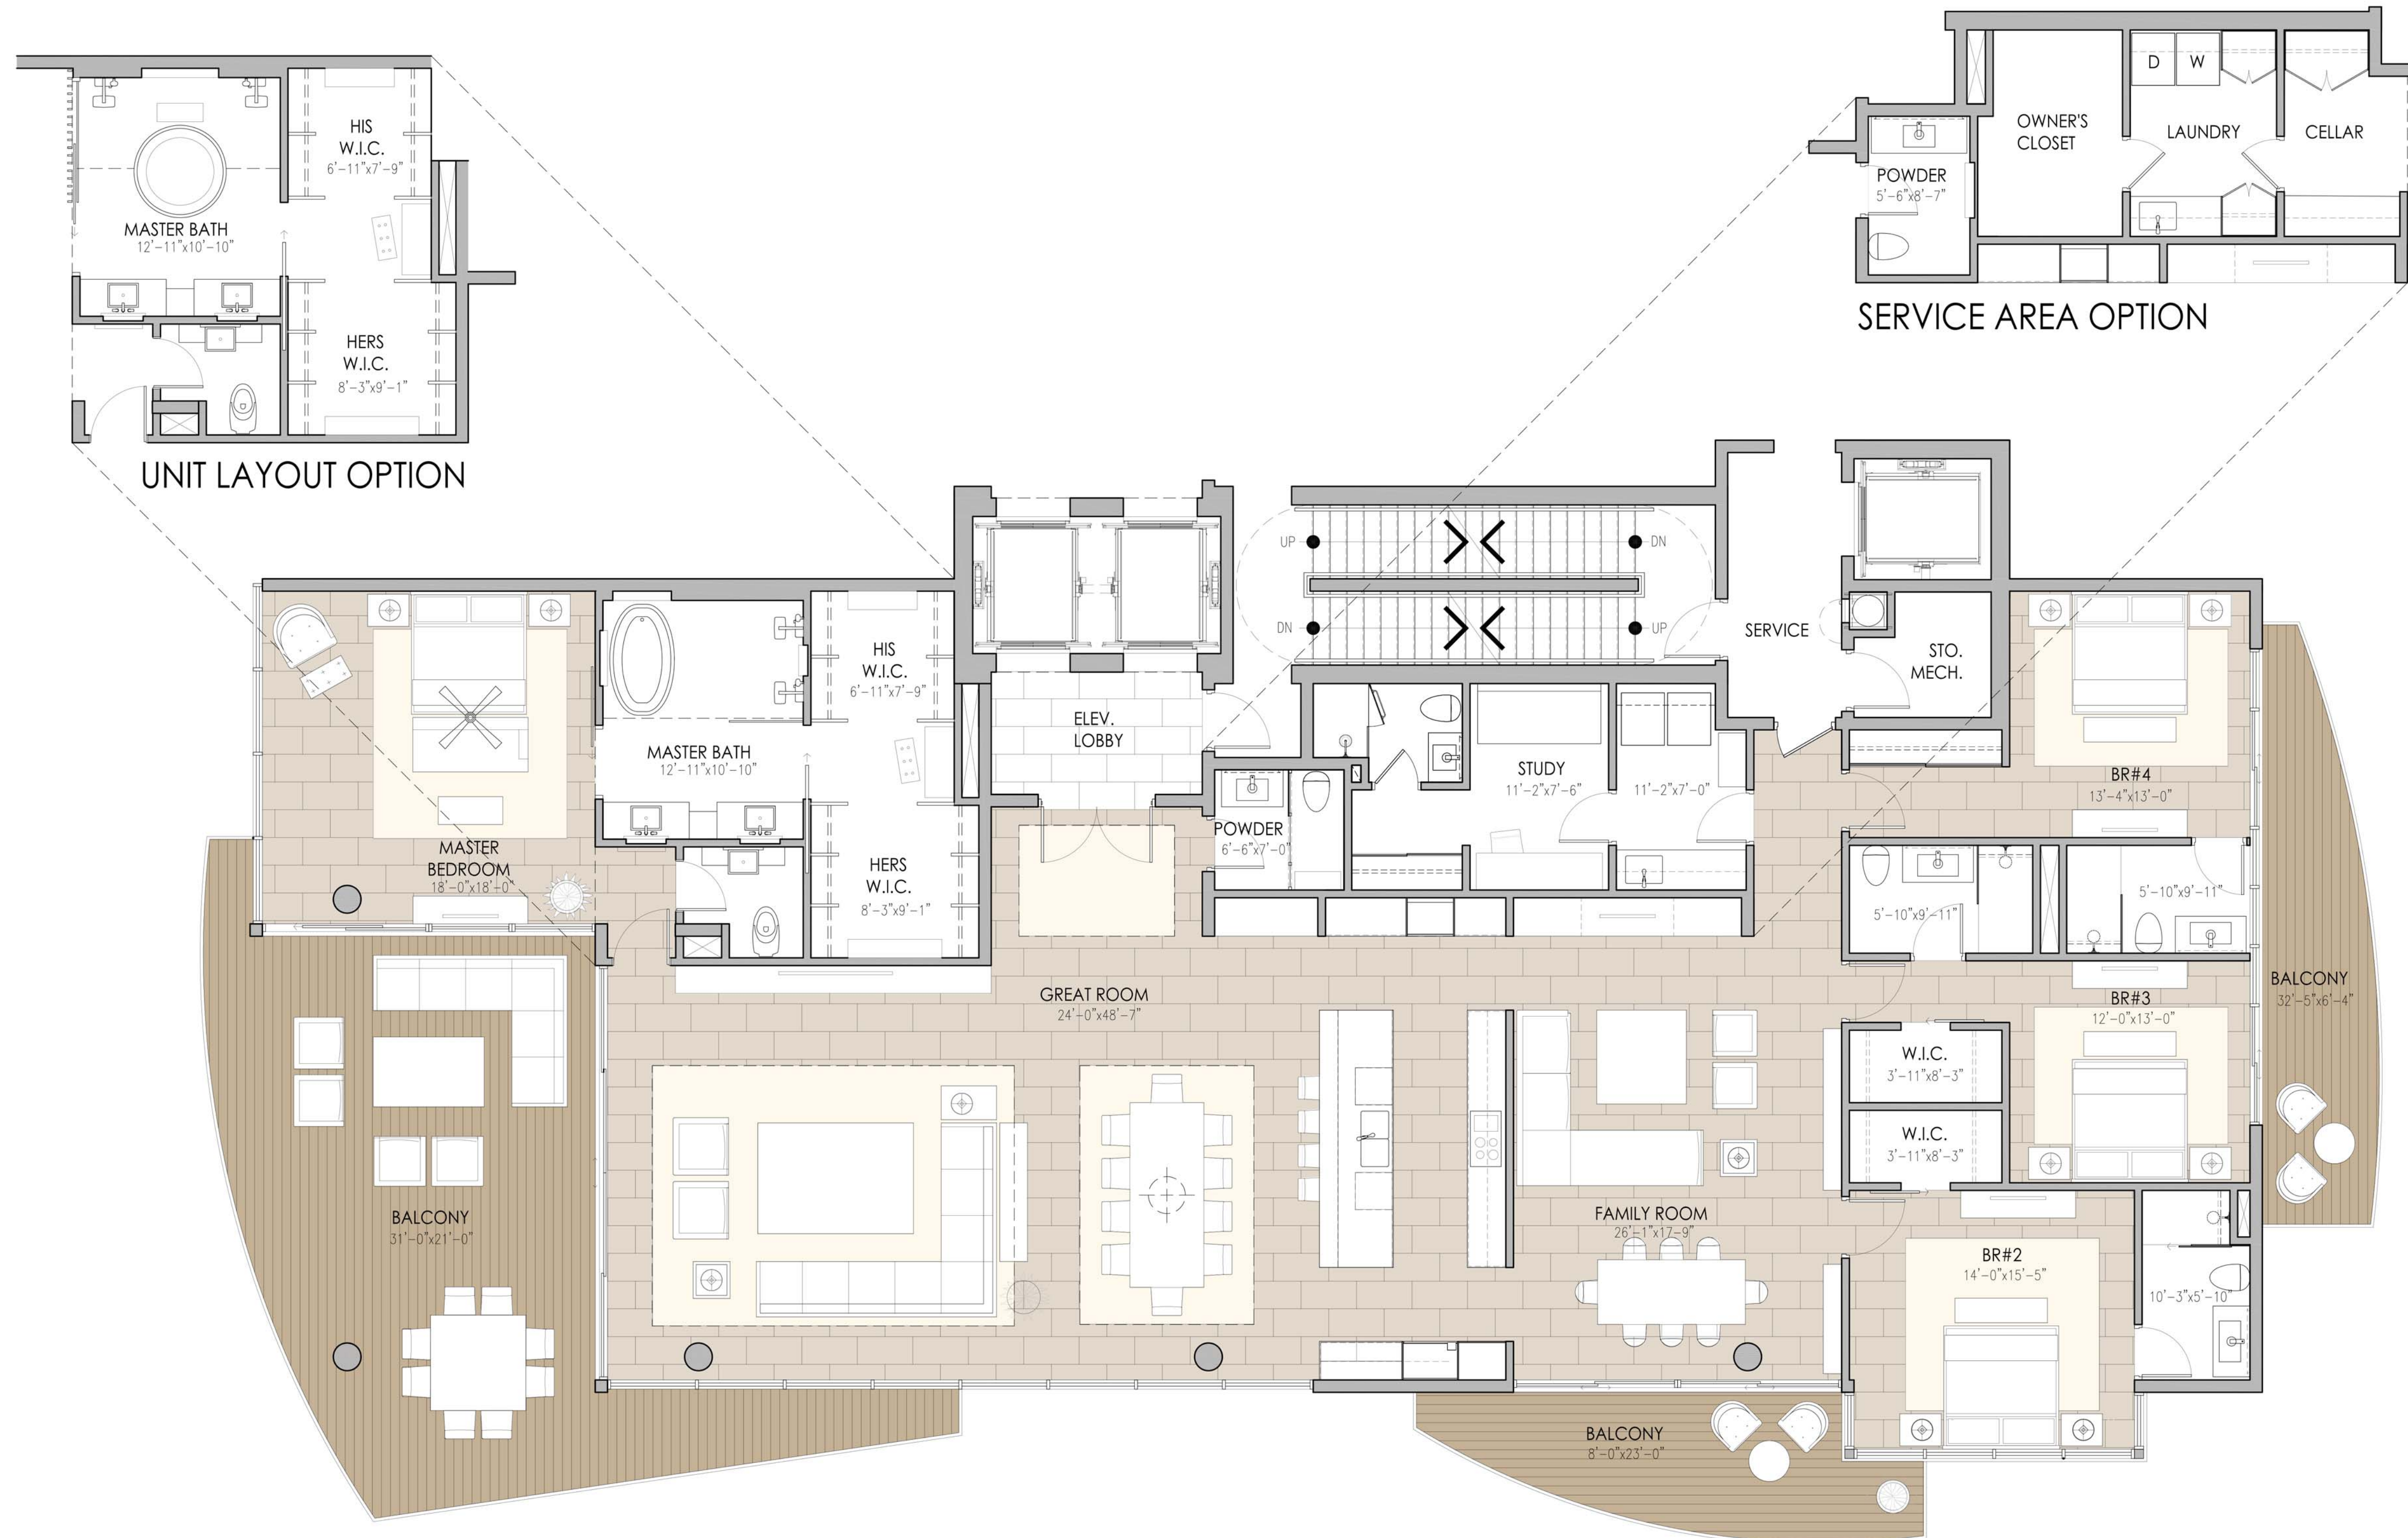 HIS
W.I.C.
6'-11"x7'-9"
MASTER BATH
12'-11"x10'-10"
HERS
W.I.C.
8'-3"x9'-1"
UNIT LAYOUT OPTION
D W
OWNER'S
CLOSET
LAUNDRY
CELLAR
POWDER
5'-6"x8'-7"
SERVICE AREA OPTION
UP
DN
DN
UP
SERVICE
STO.
MECH.
HIS
W.I.C.
6'-11"x7'-9"
ELEV.
LOBBY
MASTER BATH
12'-11"x10'-10"
STUDY
11'-2"x7'-6"
11'-2"x7'-0"
BR#4
13'-4"x13'-0"
POWDER
6'-6"x7'-0"
MASTER
BEDROOM
18'-0"x18'-0"
HERS
W.I.C.
8'-3"x9'-1"
5'-10"x9'-11"
5'-10"x9'-11"
GREAT ROOM
24'-0"x48'-7"
BR#3
12'-0"x13'-0"
BALCONY
32'-5"x6'-4"
W.I.C.
3'-11"x8'-3"
W.I.C.
3'-11"x8'-3"
BALCONY
31'-0"x21'-0"
FAMILY ROOM
26'-1"x17-9"
BR#2
14'-0"x15'-5"
10'-3"x5'-10"
BALCONY
8'-0"x23'-0"